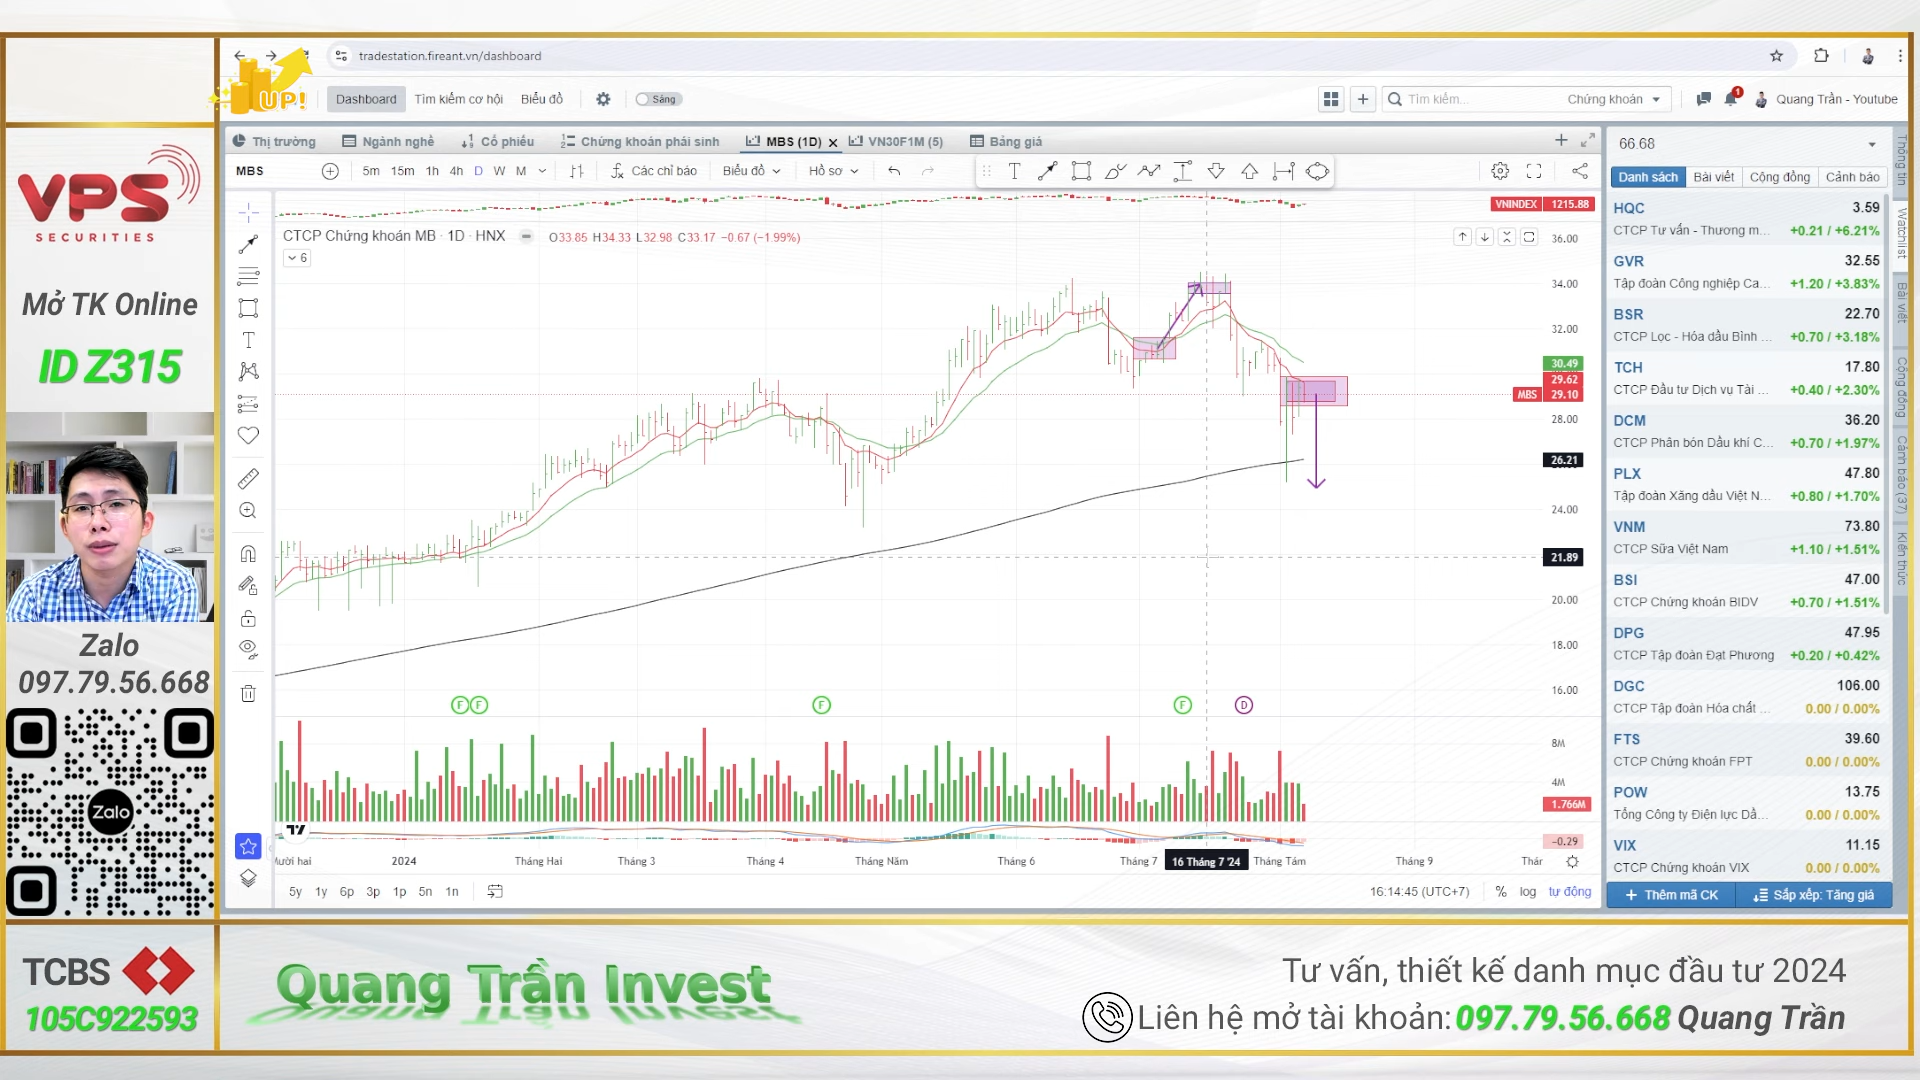 tradestation.fireant.vn/dashboard
UP!
Dashboard Tìm kiếm cơ hội Biểu đồ Sáng
Tìm kiếm... Chứng khoán
1
Quang Trần - Youtube
Thị trường Ngành nghề Cổ phiếu Chứng khoán phái sinh MBS (1D) VN30F1M (5) Bảng giá
MBS 5m 15m 1h 4h D W M Các chỉ báo Biểu đồ Hồ sơ
VNINDEX 1215.88
CTCP Chứng khoán MB · 1D · HNX O33.85 H34.33 L32.98 C33.17 −0.67 (−1.99%)
6
36.00
34.00
32.00
30.49
29.62
MBS 29.10
28.00
26.21
24.00
21.89
20.00
18.00
16.00
F F F F D
8M
4M
1.766M
−0.29
2024 Tháng Hai Tháng 3 Tháng 4 Tháng Năm Tháng 6 Tháng 7 16 Tháng 7 '24 Tháng Tám Tháng 9
5y 1y 6p 3p 1p 5n 1n
16:14:45 (UTC+7) % log tự động
66.68
Danh sách Bài viết Cộng đồng Cảnh báo
HQC 3.59
CTCP Tư vấn - Thương m... +0.21 / +6.21%
GVR 32.55
Tập đoàn Công nghiệp Ca... +1.20 / +3.83%
BSR 22.70
CTCP Lọc - Hóa dầu Bình ... +0.70 / +3.18%
TCH 17.80
CTCP Đầu tư Dịch vụ Tài ... +0.40 / +2.30%
DCM 36.20
CTCP Phân bón Dầu khí C... +0.70 / +1.97%
PLX 47.80
Tập đoàn Xăng dầu Việt N... +0.80 / +1.70%
VNM 73.80
CTCP Sữa Việt Nam +1.10 / +1.51%
BSI 47.00
CTCP Chứng khoán BIDV +0.70 / +1.51%
DPG 47.95
CTCP Tập đoàn Đạt Phương +0.20 / +0.42%
DGC 106.00
CTCP Tập đoàn Hóa chất ... 0.00 / 0.00%
FTS 39.60
CTCP Chứng khoán FPT 0.00 / 0.00%
POW 13.75
Tổng Công ty Điện lực Dầ... 0.00 / 0.00%
VIX 11.15
CTCP Chứng khoán VIX 0.00 / 0.00%
Thêm mã CK Sắp xếp: Tăng giá
Thông tin
Watchlist
Bài viết
Cộng đồng
Cảnh báo (37)
Kiến thức
VPS
SECURITIES
Mở TK Online
ID Z315
Zalo
097.79.56.668
Zalo
TCBS
105C922593
Quang Trần Invest
Tư vấn, thiết kế danh mục đầu tư 2024
Liên hệ mở tài khoản: 097.79.56.668 Quang Trần